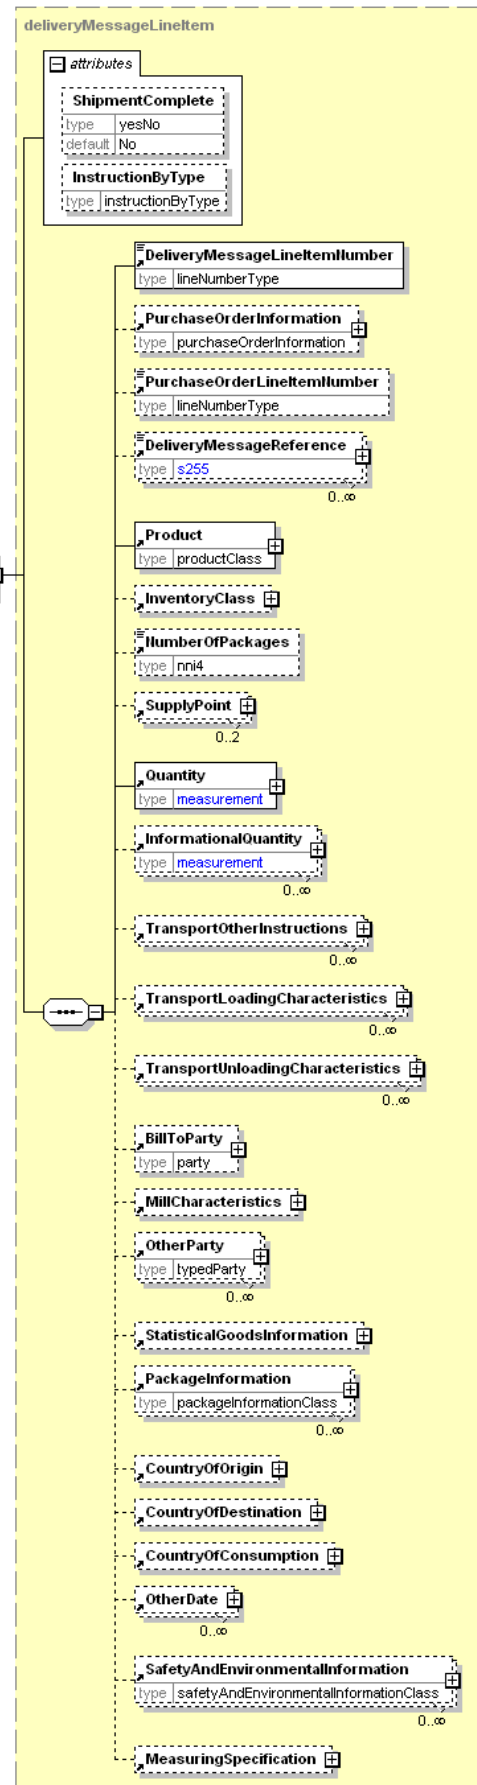 deliveryMessageLineItem
attributes
ShipmentComplete
type yesNo
default No
InstructionByType
type instructionByType
DeliveryMessageLineItemNumber
type lineNumberType
PurchaseOrderInformation
type purchaseOrderInformation
PurchaseOrderLineItemNumber
type lineNumberType
DeliveryMessageReference
type s255
0..∞
Product
type productClass
InventoryClass
NumberOfPackages
type nni4
SupplyPoint
0..2
Quantity
type measurement
InformationalQuantity
type measurement
0..∞
TransportOtherInstructions
0..∞
TransportLoadingCharacteristics
0..∞
TransportUnloadingCharacteristics
0..∞
BillToParty
type party
MillCharacteristics
OtherParty
type typedParty
0..∞
StatisticalGoodsInformation
PackageInformation
type packageInformationClass
0..∞
CountryOfOrigin
CountryOfDestination
CountryOfConsumption
OtherDate
0..∞
SafetyAndEnvironmentalInformation
type safetyAndEnvironmentalInformationClass
0..∞
MeasuringSpecification